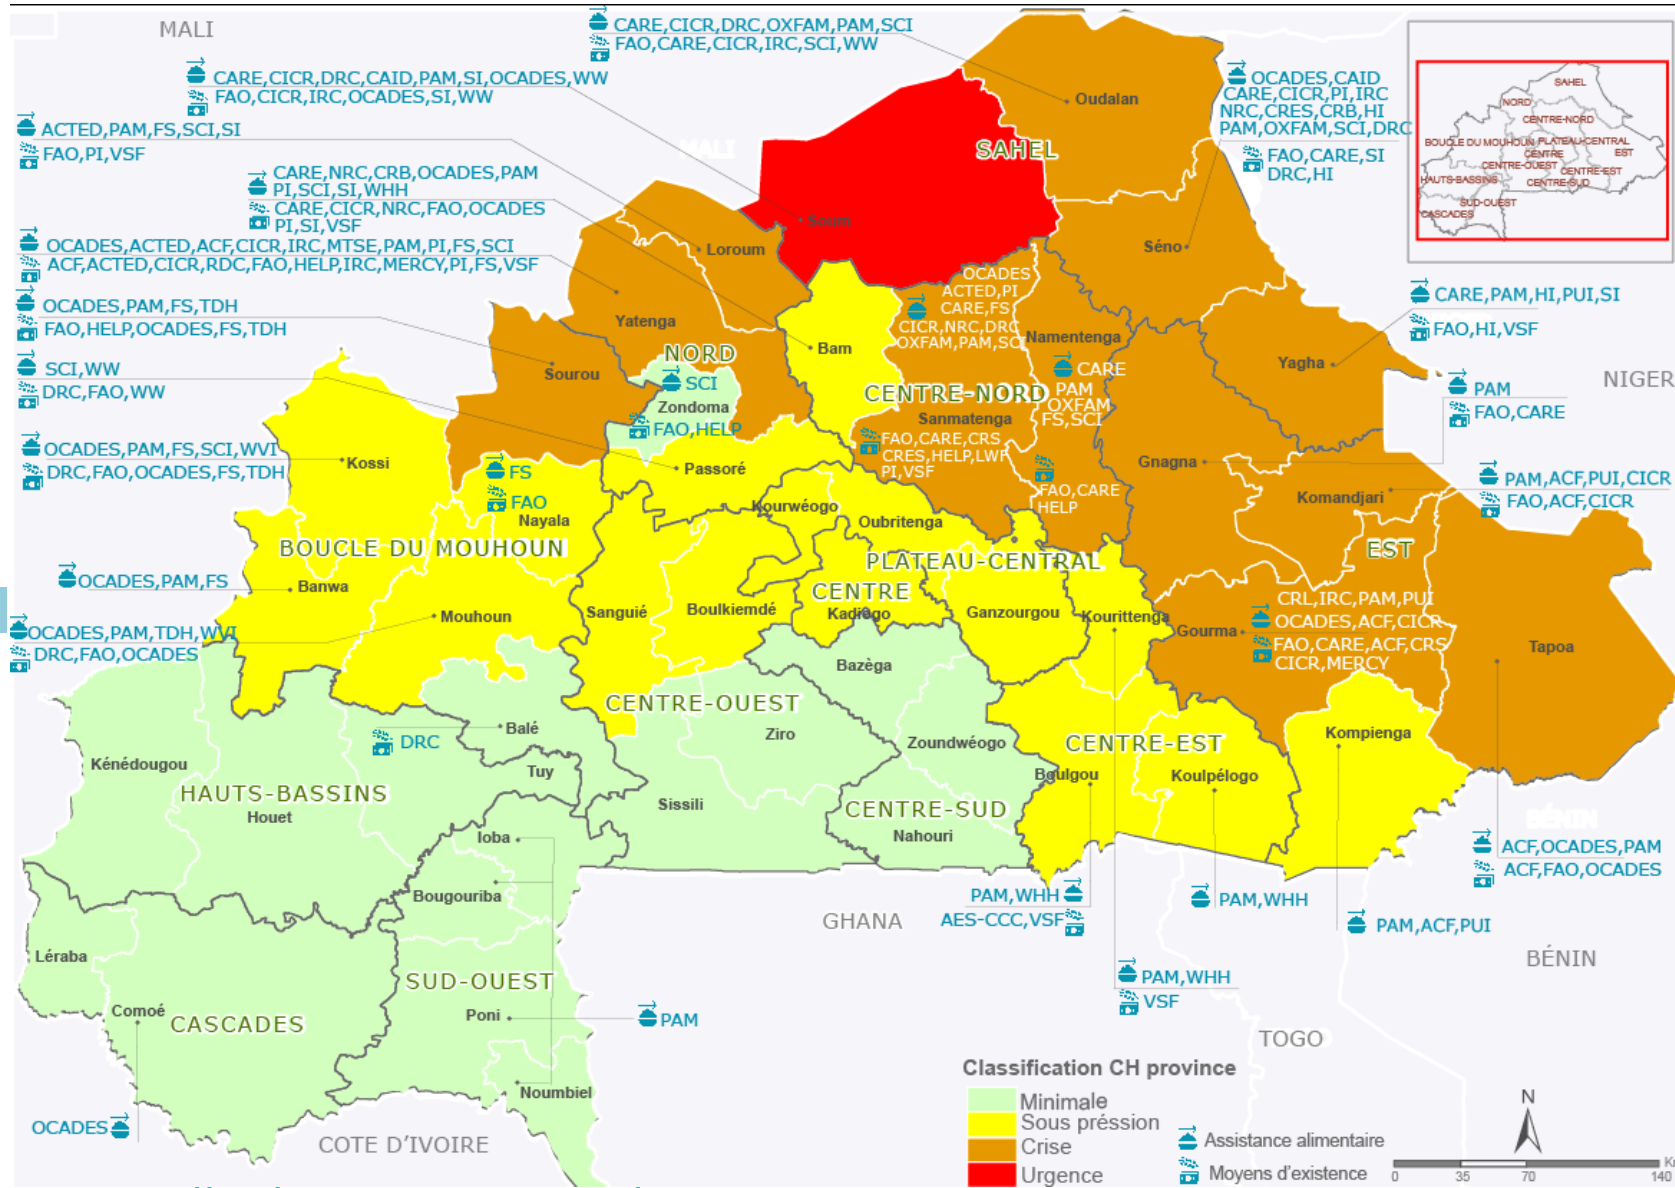 MALI
CARE,CICR,DRC,OXFAM,PAM,SCI
FAO,CARE,CICR,IRC,SCI,WW
CARE,CICR,DRC,CAID,PAM,SI,OCADES,WW
FAO,CICR,IRC,OCADES,SI,WW
ACTED,PAM,FS,SCI,SI
FAO,PI,VSF
CARE,NRC,CRB,OCADES,PAM
PI,SCI,SI,WHH
CARE,CICR,NRC,FAO,OCADES
PI,SI,VSF
OCADES,ACTED,ACF,CICR,IRC,MTSE,PAM,PI,FS,SCI
ACF,ACTED,CICR,RDC,FAO,HELP,IRC,MERCY,PI,FS,VSF
OCADES,PAM,FS,TDH
FAO,HELP,OCADES,FS,TDH
SCI,WW
DRC,FAO,WW
OCADES,PAM,FS,SCI,WVI
DRC,FAO,OCADES,FS,TDH
OCADES,PAM,FS
OCADES,PAM,TDH,WVI
DRC,FAO,OCADES
OCADES,CAID
CARE,CICR,PI,IRC
NRC,CRES,CRB,HI
PAM,OXFAM,SCI,DRC
FAO,CARE,SI
DRC,HI
SAHEL
NORD
CENTRE-NORD
BOUCLE DU MOUHOUN
PLATEAU-CENTRAL
CENTRE
EST
CENTRE-OUEST
CENTRE-EST
HAUTS-BASSINS
CENTRE-SUD
SUD-OUEST
CASCADES
MALI
Oudalan
SAHEL
Soum
Séno
Loroum
Yatenga
Bam
OCADES
ACTED,PI
CARE,FS
CICR,NRC,DRC
OXFAM,PAM,SCI
Namentenga
CARE
PAM
OXFAM
FS,SCI
CARE,PAM,HI,PUI,SI
FAO,HI,VSF
Yagha
NIGER
PAM
FAO,CARE
NORD
SCI
Zondoma
FAO,HELP
Sourou
CENTRE-NORD
Sanmatenga
FAO,CARE,CRS
CRES,HELP,LWF
PI,VSF
FAO,CARE
HELP
Gnagna
Komandjari
PAM,ACF,PUI,CICR
FAO,ACF,CICR
Kossi
FS
FAO
Nayala
Passoré
Kourwéogo
Oubritenga
BOUCLE DU MOUHOUN
PLATEAU-CENTRAL
EST
Banwa
Mouhoun
Sanguié
Boulkiemdé
CENTRE
Kadiogo
Ganzourgou
Kourittenga
Gourma
CRL,IRC,PAM,PUI
OCADES,ACF,CICR
FAO,CARE,ACF,CRS
CICR,MERCY
Tapoa
Bazèga
CENTRE-OUEST
Ziro
Zoundwéogo
CENTRE-EST
Kompienga
Balé
DRC
Kénédougou
Tuy
HAUTS-BASSINS
Houet
Sissili
CENTRE-SUD
Nahouri
Boulgou
Koulpélogo
BÉNIN
ACF,OCADES,PAM
ACF,FAO,OCADES
Ioba
Bougouriba
PAM,WHH
AES-CCC,VSF
GHANA
PAM,WHH
PAM,ACF,PUI
BÉNIN
Léraba
SUD-OUEST
PAM,WHH
VSF
Comoé
CASCADES
Poni
PAM
TOGO
Noumbiel
OCADES
COTE D'IVOIRE
Classification CH province
Minimale
Sous préssion
Crise
Urgence
Assistance alimentaire
Moyens d'existence
N
0 35 70 140